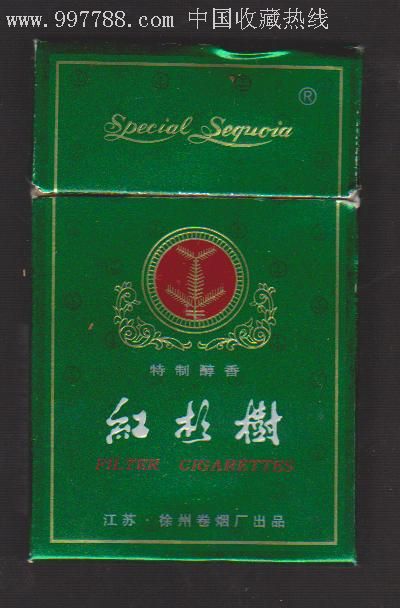 www.997788.com 中国收藏热线
Special Sequoia
®
特制醇香
紅杉樹
FILTER CIGARETTES
江苏·徐州卷烟厂出品